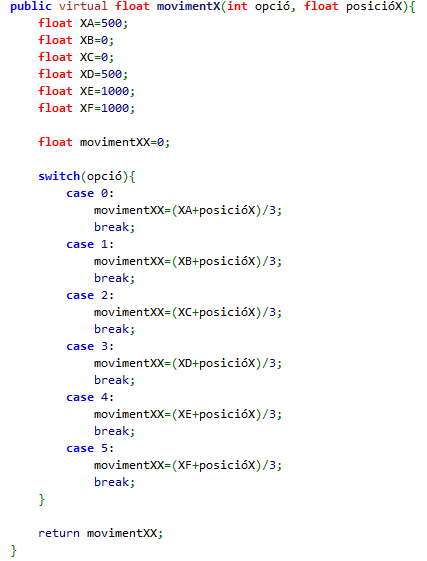 public virtual float movimentX(int opció, float posicióX){
float XA=500;
float XB=0;
float XC=0;
float XD=500;
float XE=1000;
float XF=1000;
float movimentXX=0;
switch(opció){
case 0:
movimentXX=(XA+posicióX)/3;
break;
case 1:
movimentXX=(XB+posicióX)/3;
break;
case 2:
movimentXX=(XC+posicióX)/3;
break;
case 3:
movimentXX=(XD+posicióX)/3;
break;
case 4:
movimentXX=(XE+posicióX)/3;
break;
case 5:
movimentXX=(XF+posicióX)/3;
break;
}
return movimentXX;
}